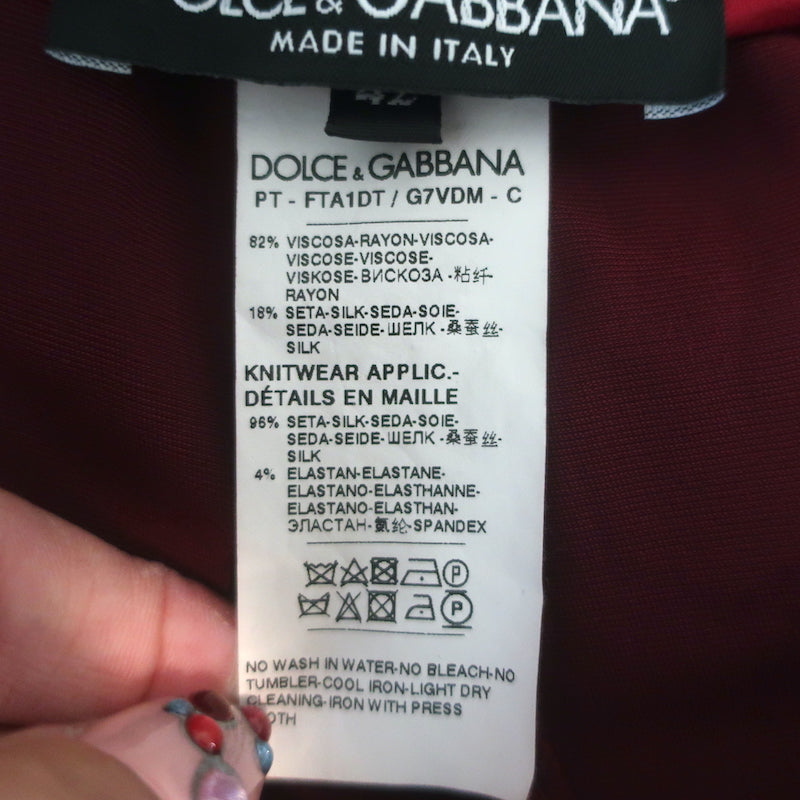 DOLCE & GABBANA
MADE IN ITALY
42
DOLCE & GABBANA
PT - FTA1DT / G7VDM - C
82% VISCOSA-RAYON-VISCOSA-
VISCOSE-VISCOSE-
VISKOSE-ВИСКОЗА -粘纤-
RAYON
18% SETA-SILK-SEDA-SOIE-
SEDA-SEIDE-ШЕЛК -桑蚕丝-
SILK
KNITWEAR APPLIC.-
DÉTAILS EN MAILLE
96% SETA-SILK-SEDA-SOIE-
SEDA-SEIDE-ШЕЛК -桑蚕丝-
SILK
4% ELASTAN-ELASTANE-
ELASTANO-ELASTHANNE-
ELASTANO-ELASTHAN-
ЭЛАСТАН-氨纶-SPANDEX
P
P
NO WASH IN WATER-NO BLEACH-NO
TUMBLER-COOL IRON-LIGHT DRY
CLEANING-IRON WITH PRESS